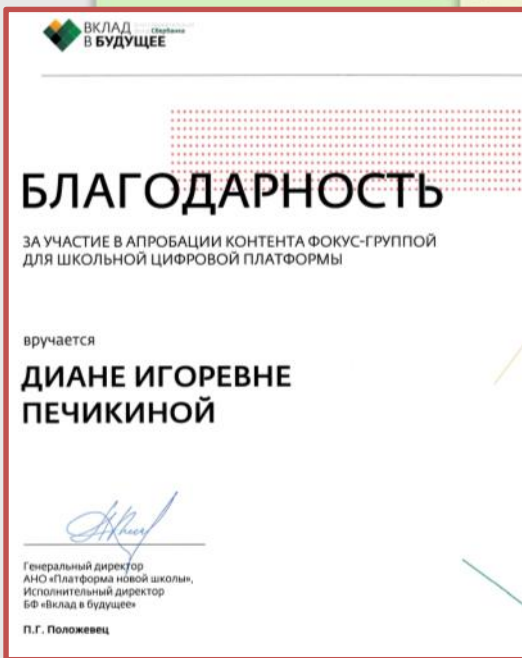 ВКЛАД
В БУДУЩЕЕ
Сбербанка
БЛАГОДАРНОСТЬ
ЗА УЧАСТИЕ В АПРОБАЦИИ КОНТЕНТА ФОКУС-ГРУППОЙ
ДЛЯ ШКОЛЬНОЙ ЦИФРОВОЙ ПЛАТФОРМЫ
вручается
ДИАНЕ ИГОРЕВНЕ
ПЕЧИКИНОЙ
Генеральный директор
АНО «Платформа новой школы»,
Исполнительный директор
БФ «Вклад в будущее»
П.Г. Положевец